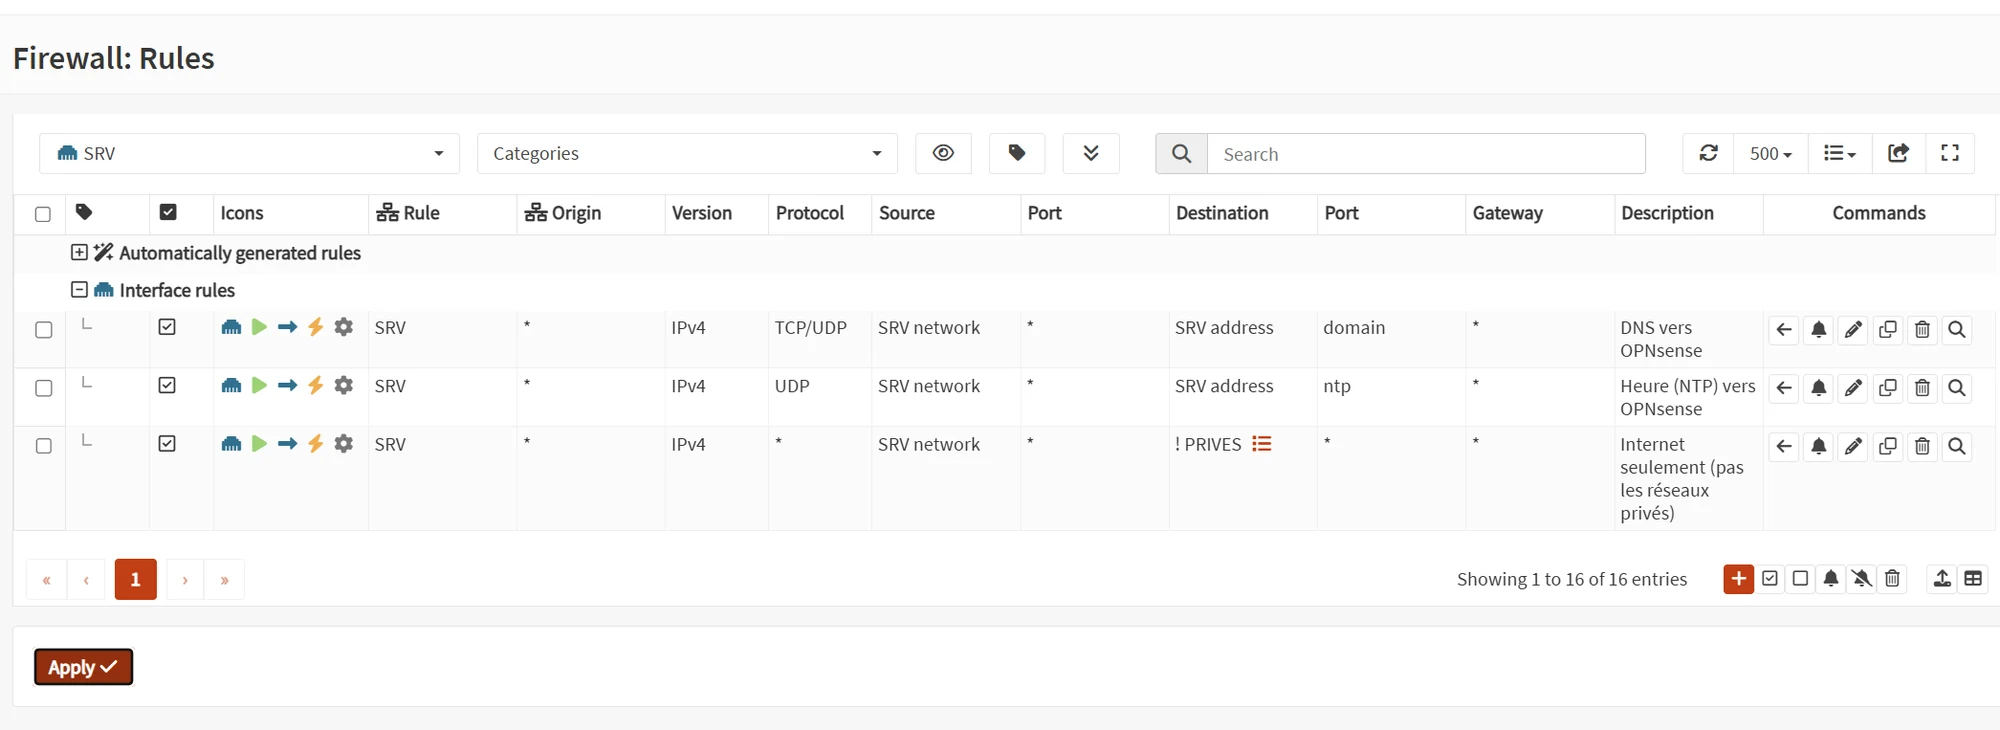 Firewall: Rules
SRV
Categories
Search
500
Icons Rule Origin Version Protocol Source Port Destination Port Gateway Description Commands
Automatically generated rules
Interface rules
SRV * IPv4 TCP/UDP SRV network * SRV address domain * DNS vers
OPNsense
SRV * IPv4 UDP SRV network * SRV address ntp * Heure (NTP) vers
OPNsense
SRV * IPv4 * SRV network * ! PRIVES * * Internet
seulement (pas
les réseaux
privés)
« ‹ 1 › »
Showing 1 to 16 of 16 entries
Apply